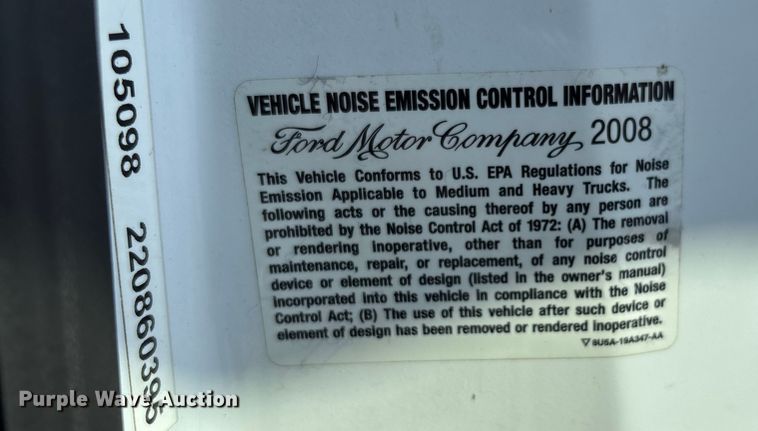 105098 220860395
VEHICLE NOISE EMISSION CONTROL INFORMATION
Ford Motor Company 2008
This Vehicle Conforms to U.S. EPA Regulations for Noise
Emission Applicable to Medium and Heavy Trucks. The
following acts or the causing thereof by any person are
prohibited by the Noise Control Act of 1972: (A) The removal
or rendering inoperative, other than for purposes of
maintenance, repair, or replacement, of any noise control
device or element of design (listed in the owner's manual)
incorporated into this vehicle in compliance with the Noise
Control Act; (B) The use of this vehicle after such device or
element of design has been removed or rendered inoperative.
▽ 8U5A-19A347-AA
Purple Wave Auction